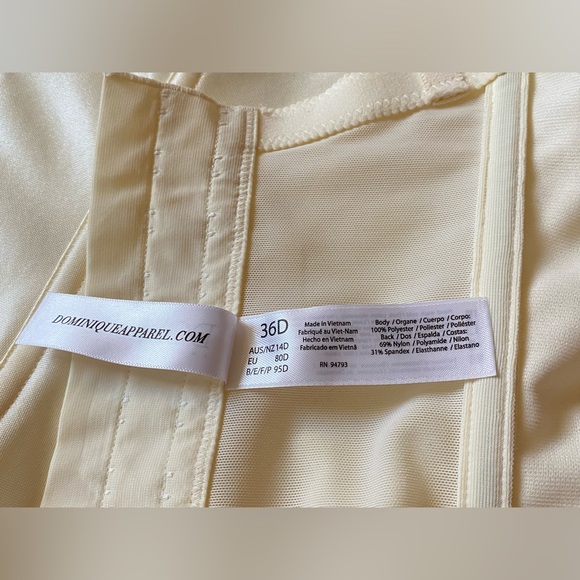 DOMINIQUEAPPAREL.COM
36D
AUS/NZ 14D
EU 80D
B/E/F/P 95D
Made in Vietnam
Fabriqué au Viet-Nam
Hecho en Vietnam
Fabricado em Vietnã
RN 94793
Body / Organe / Cuerpo / Corpo:
100% Polyester / Poliester / Poliéster
Back / Dos / Espalda / Costas:
69% Nylon / Polyamide / Nilon
31% Spandex / Elasthanne / Elastano